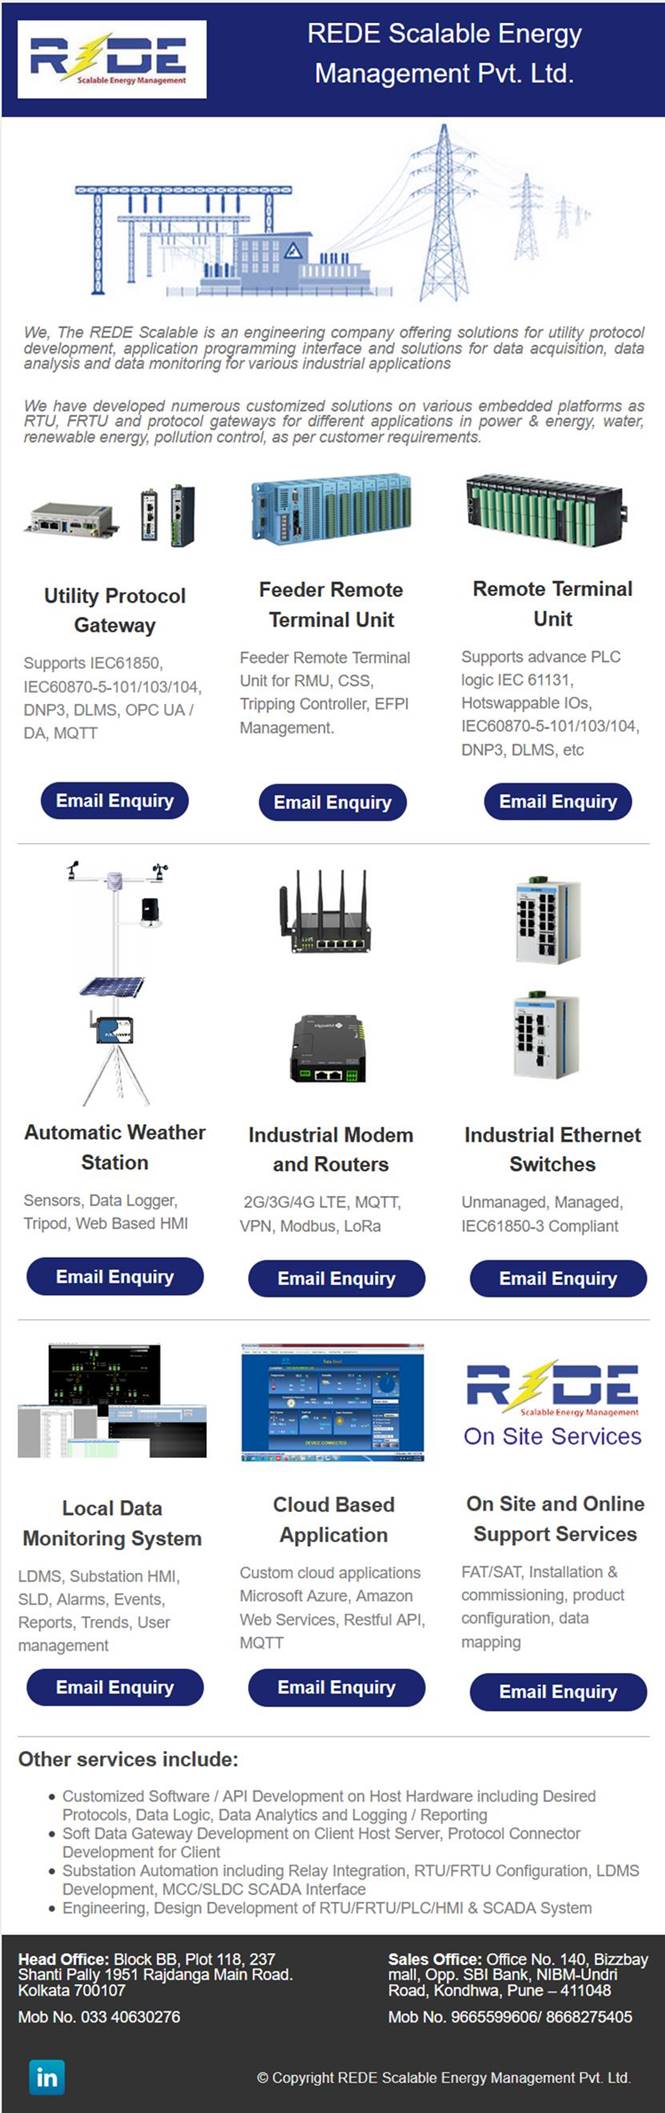 REDE
Scalable Energy Management
REDE Scalable Energy
Management Pvt. Ltd.
We, The REDE Scalable is an engineering company offering solutions for utility protocol
development, application programming interface and solutions for data acquisition, data
analysis and data monitoring for various industrial applications
We have developed numerous customized solutions on various embedded platforms as
RTU, FRTU and protocol gateways for different applications in power & energy, water,
renewable energy, pollution control, as per customer requirements.
Utility Protocol
Gateway
Supports IEC61850,
IEC60870-5-101/103/104,
DNP3, DLMS, OPC UA /
DA, MQTT
Email Enquiry
Feeder Remote
Terminal Unit
Feeder Remote Terminal
Unit for RMU, CSS,
Tripping Controller, EFPI
Management.
Email Enquiry
Remote Terminal
Unit
Supports advance PLC
logic IEC 61131,
Hotswappable IOs,
IEC60870-5-101/103/104,
DNP3, DLMS, etc
Email Enquiry
Automatic Weather
Station
Sensors, Data Logger,
Tripod, Web Based HMI
Email Enquiry
Industrial Modem
and Routers
2G/3G/4G LTE, MQTT,
VPN, Modbus, LoRa
Email Enquiry
Industrial Ethernet
Switches
Unmanaged, Managed,
IEC61850-3 Compliant
Email Enquiry
Local Data
Monitoring System
LDMS, Substation HMI,
SLD, Alarms, Events,
Reports, Trends, User
management
Email Enquiry
DEVICE CONNECTED
Cloud Based
Application
Custom cloud applications
Microsoft Azure, Amazon
Web Services, Restful API,
MQTT
Email Enquiry
REDE
Scalable Energy Management
On Site Services
On Site and Online
Support Services
FAT/SAT, Installation &
commissioning, product
configuration, data
mapping
Email Enquiry
Other services include:
• Customized Software / API Development on Host Hardware including Desired
Protocols, Data Logic, Data Analytics and Logging / Reporting
• Soft Data Gateway Development on Client Host Server, Protocol Connector
Development for Client
• Substation Automation including Relay Integration, RTU/FRTU Configuration, LDMS
Development, MCC/SLDC SCADA Interface
• Engineering, Design Development of RTU/FRTU/PLC/HMI & SCADA System
Head Office: Block BB, Plot 118, 237
Shanti Pally 1951 Rajdanga Main Road.
Kolkata 700107
Mob No. 033 40630276
Sales Office: Office No. 140, Bizzbay
mall, Opp. SBI Bank, NIBM-Undri
Road, Kondhwa, Pune – 411048
Mob No. 9665599606/ 8668275405
in
© Copyright REDE Scalable Energy Management Pvt. Ltd.